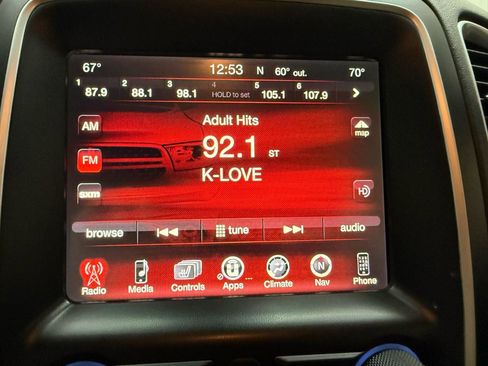 67° 12:53 N 60° out. 70°
1 87.9 2 88.1 3 98.1 4 HOLD to set 5 105.1 6 107.9
Adult Hits
AM 92.1 ST map
FM K-LOVE
sxm HD
browse tune audio
Radio Media Controls Apps Climate Nav Phone